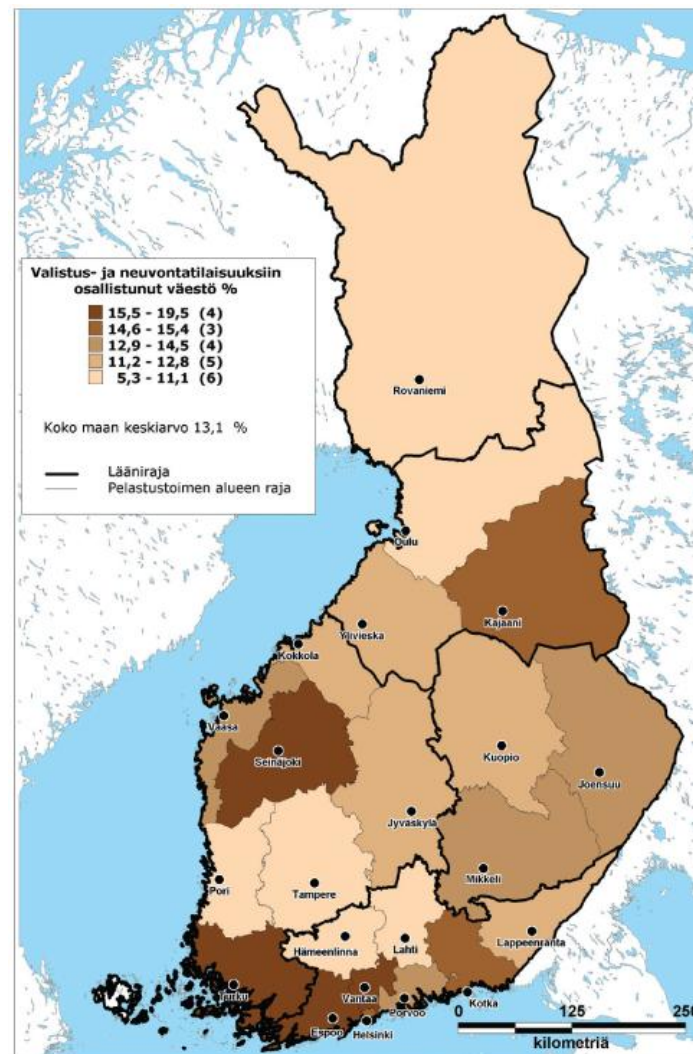 Valistus- ja neuvontatilaisuuksiin
osallistunut väestö %
15,5 - 19,5 (4)
14,6 - 15,4 (3)
12,9 - 14,5 (4)
11,2 - 12,8 (5)
5,3 - 11,1 (6)
Koko maan keskiarvo 13,1 %
Lääniraja
Pelastustoimen alueen raja
Rovaniemi
Oulu
Kajaani
Ylivieska
Kokkola
Vaasa
Seinäjoki
Kuopio
Joensuu
Jyväskylä
Mikkeli
Pori
Tampere
Lappeenranta
Hämeenlinna
Lahti
Turku
Vantaa
Porvoo
Kotka
Espoo
Helsinki
0 125 250
kilometriä